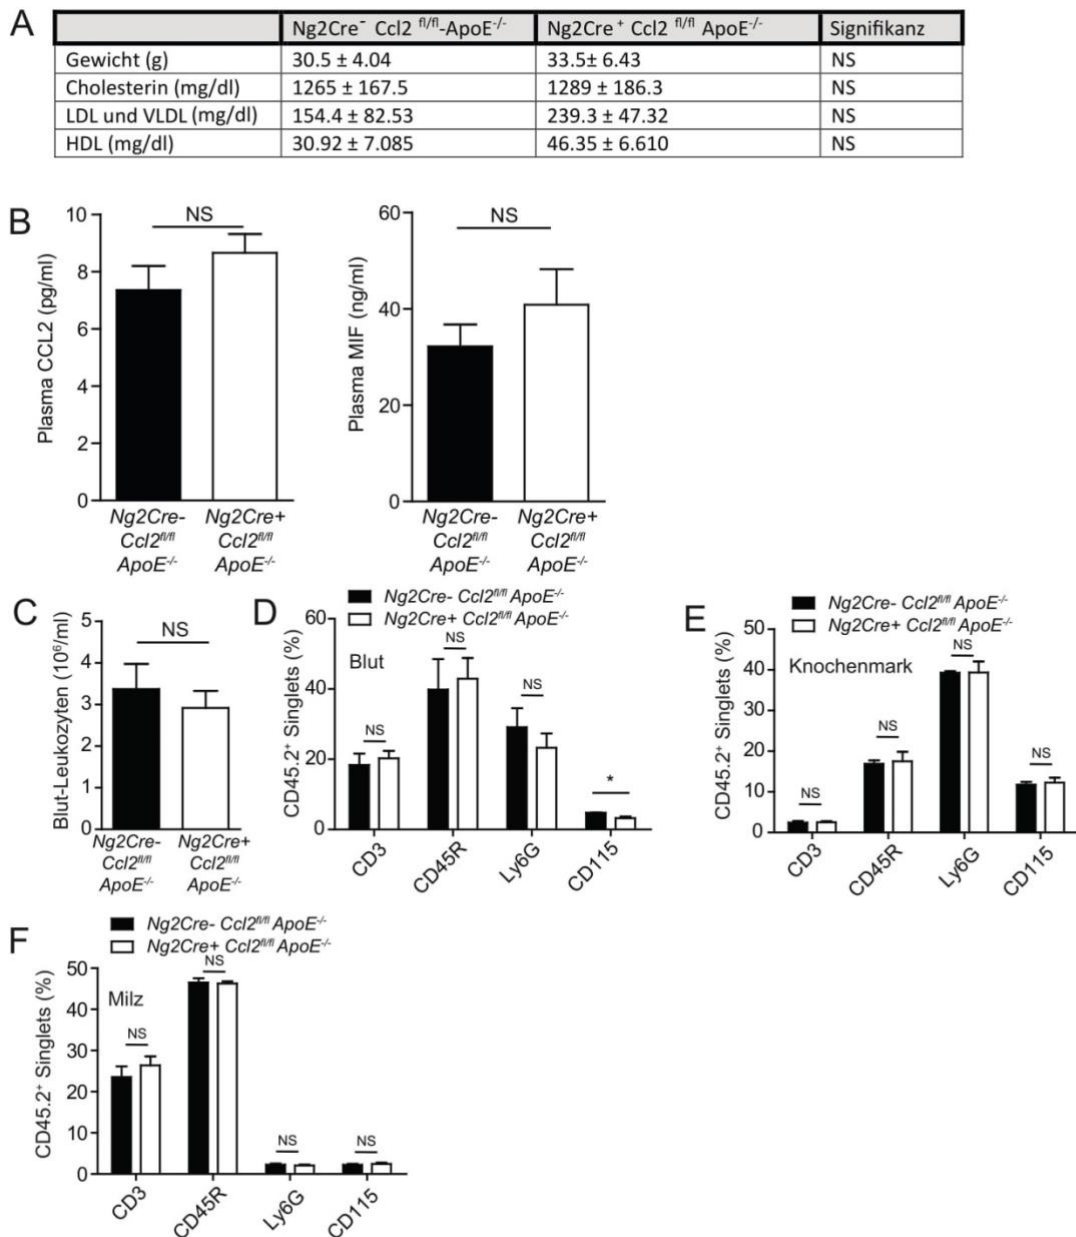 A
Ng2Cre⁻ Ccl2 fl/fl-ApoE-/-
Ng2Cre + Ccl2 fl/fl ApoE-/-
Signifikanz
Gewicht (g)
30.5 ± 4.04
33.5± 6.43
NS
Cholesterin (mg/dl)
1265 ± 167.5
1289 ± 186.3
NS
LDL und VLDL (mg/dl)
154.4 ± 82.53
239.3 ± 47.32
NS
HDL (mg/dl)
30.92 ± 7.085
46.35 ± 6.610
NS
B
Plasma CCL2 (pg/ml)
10
8
6
4
2
0
NS
Ng2Cre-
Ccl2fl/fl
ApoE-/-
Ng2Cre+
Ccl2fl/fl
ApoE-/-
Plasma MIF (ng/ml)
60
40
20
0
NS
Ng2Cre-
Ccl2fl/fl
ApoE-/-
Ng2Cre+
Ccl2fl/fl
ApoE-/-
C
Blut-Leukozyten (10⁶/ml)
5
4
3
2
1
0
NS
Ng2Cre-
Ccl2fl/fl
ApoE-/-
Ng2Cre+
Ccl2fl/fl
ApoE-/-
D
Ng2Cre- Ccl2fl/fl ApoE-/-
Ng2Cre+ Ccl2fl/fl ApoE-/-
CD45.2⁺ Singlets (%)
60
40
20
0
Blut
NS
NS
NS
*
CD3
CD45R
Ly6G
CD115
E
Ng2Cre- Ccl2fl/fl ApoE-/-
Ng2Cre+ Ccl2fl/fl ApoE-/-
CD45.2⁺ Singlets (%)
50
40
30
20
10
0
Knochenmark
NS
NS
NS
NS
CD3
CD45R
Ly6G
CD115
F
Ng2Cre- Ccl2fl/fl ApoE-/-
Ng2Cre+ Ccl2fl/fl ApoE-/-
CD45.2⁺ Singlets (%)
50
40
30
20
10
0
Milz
NS
NS
NS
NS
CD3
CD45R
Ly6G
CD115